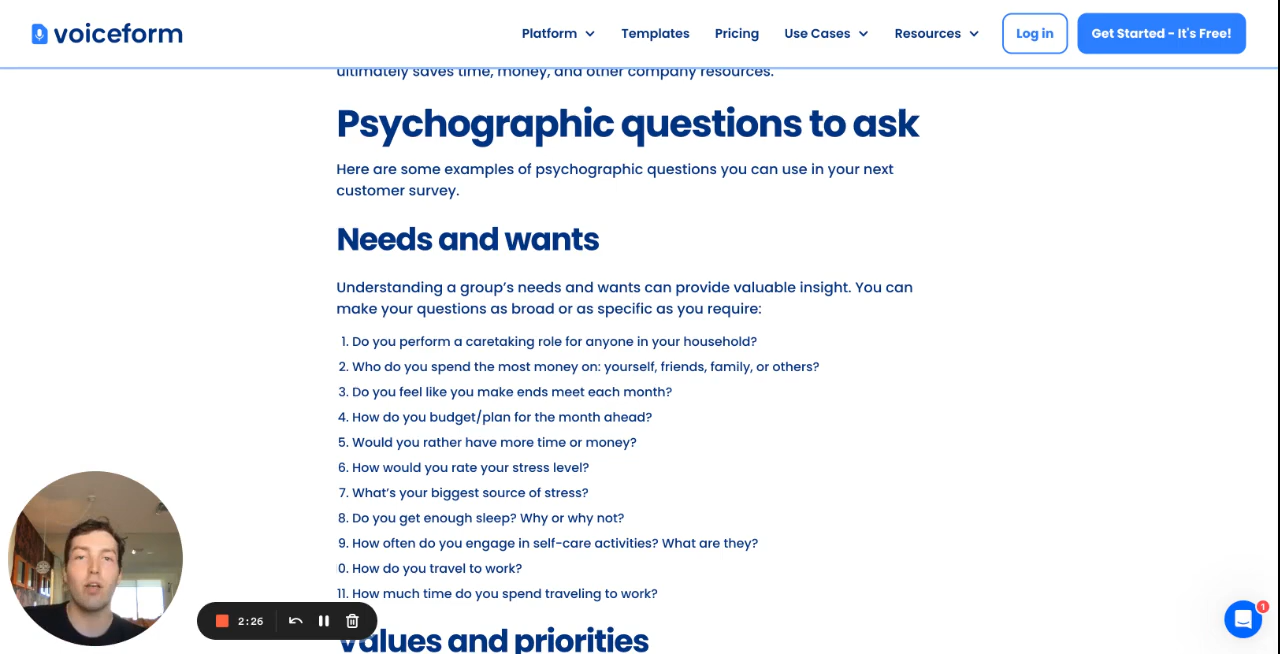 voiceform
Platform
Templates
Pricing
Use Cases
Resources
Log in
Get Started - It's Free!
ultimately saves time, money, and other company resources.
Psychographic questions to ask
Here are some examples of psychographic questions you can use in your next
customer survey.
Needs and wants
Understanding a group's needs and wants can provide valuable insight. You can
make your questions as broad or as specific as you require:
1. Do you perform a caretaking role for anyone in your household?
2. Who do you spend the most money on: yourself, friends, family, or others?
3. Do you feel like you make ends meet each month?
4. How do you budget/plan for the month ahead?
5. Would you rather have more time or money?
6. How would you rate your stress level?
7. What's your biggest source of stress?
8. Do you get enough sleep? Why or why not?
9. How often do you engage in self-care activities? What are they?
0. How do you travel to work?
11. How much time do you spend traveling to work?
Values and priorities
2:26
1